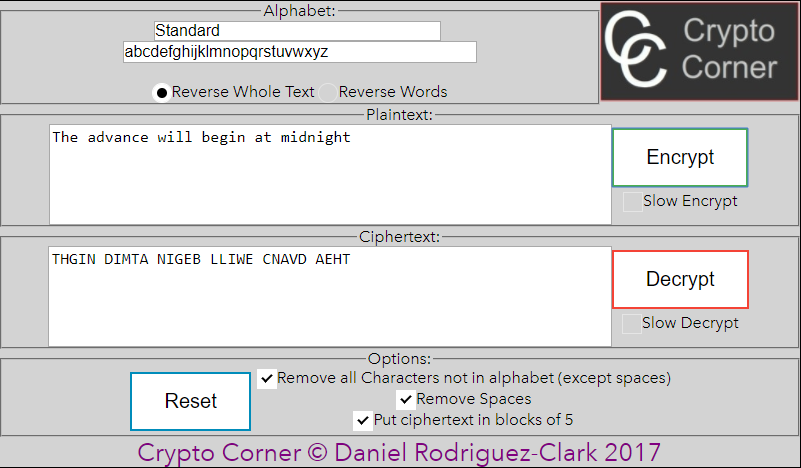 Alphabet:
Standard
abcdefghijklmnopqrstuvwxyz
Reverse Whole Text Reverse Words
CC Crypto Corner
Plaintext:
The advance will begin at midnight
Encrypt
Slow Encrypt
Ciphertext:
THGIN DIMTA NIGEB LLIWE CNAVD AEHT
Decrypt
Slow Decrypt
Options:
Reset
Remove all Characters not in alphabet (except spaces)
Remove Spaces
Put ciphertext in blocks of 5
Crypto Corner © Daniel Rodriguez-Clark 2017